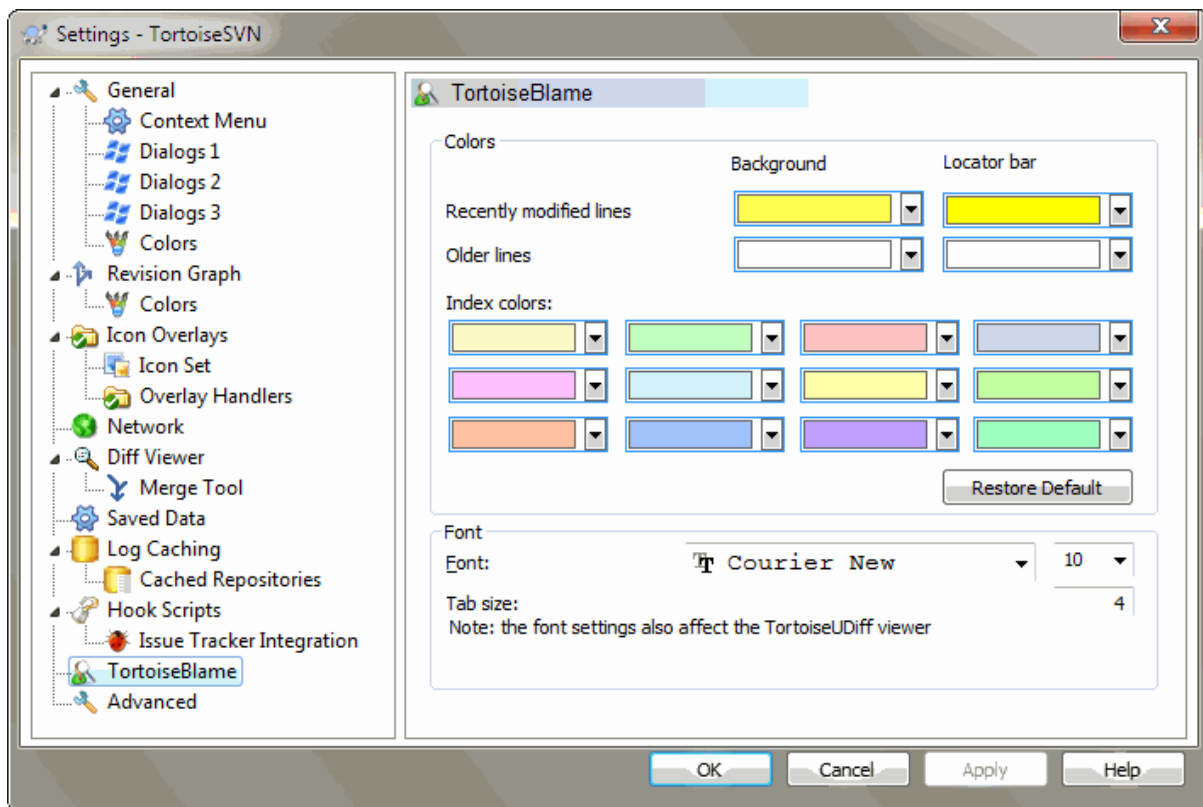 Settings - TortoiseSVN
General
Context Menu
Dialogs 1
Dialogs 2
Dialogs 3
Colors
Revision Graph
Colors
Icon Overlays
Icon Set
Overlay Handlers
Network
Diff Viewer
Merge Tool
Saved Data
Log Caching
Cached Repositories
Hook Scripts
Issue Tracker Integration
TortoiseBlame
Advanced
TortoiseBlame
Colors
Background Locator bar
Recently modified lines
Older lines
Index colors:
Restore Default
Font
Font: Courier New 10
Tab size: 4
Note: the font settings also affect the TortoiseUDiff viewer
OK Cancel Apply Help